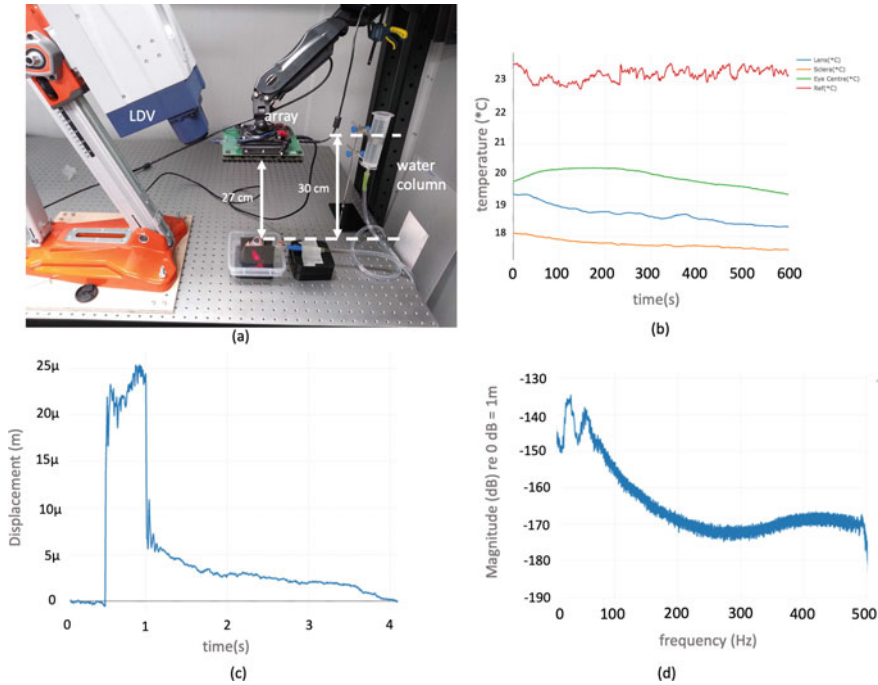 LDV
array
27 cm
30 cm
water
column
(a)
temperature (°C)
23
22
21
20
19
18
0
100
200
300
400
500
600
time(s)
Lens(°C)
Sclera(°C)
Eye Centre(°C)
Ref(°C)
(b)
Displacement (m)
25µ
20µ
15µ
10µ
5µ
0
0
1
2
3
4
time(s)
(c)
Magnitude (dB) re 0 dB = 1m
-130
-140
-150
-160
-170
-180
-190
0
100
200
300
400
500
frequency (Hz)
(d)